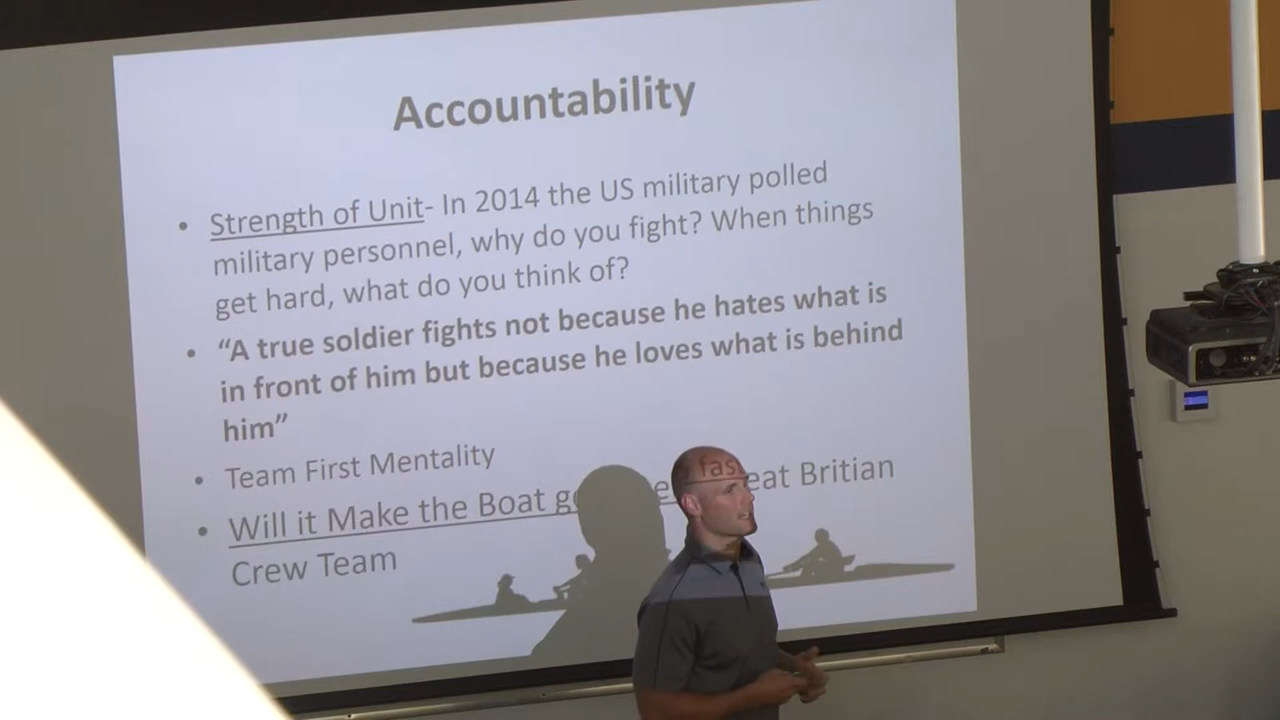 Accountability
• Strength of Unit- In 2014 the US military polled
military personnel, why do you fight? When things
get hard, what do you think of?
• “A true soldier fights not because he hates what is
in front of him but because he loves what is behind
him”
• Team First Mentality
• Will it Make the Boat go Britian
Crew Team